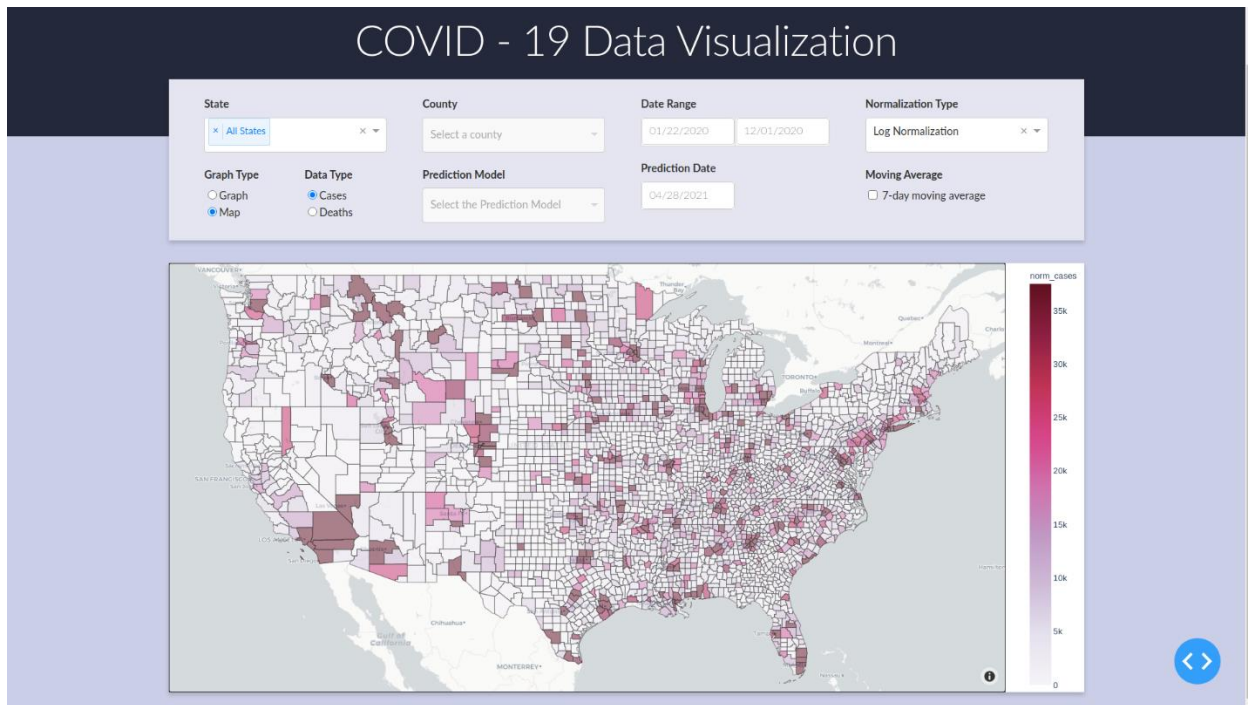 COVID - 19 Data Visualization
State
County
Date Range
Normalization Type
× All States
Select a county
01/22/2020
12/01/2020
Log Normalization
Graph Type
Data Type
Prediction Model
Prediction Date
Moving Average
Graph
Cases
Select the Prediction Model
04/28/2021
7-day moving average
Map
Deaths
VANCOUVER
Thunder
Bay
Quebec
Montreal
TORONTO
SAN FRANCISCO
LOS
Gulf of
California
Chihuahua
MONTERREY
norm_cases
35k
30k
25k
20k
15k
10k
5k
0